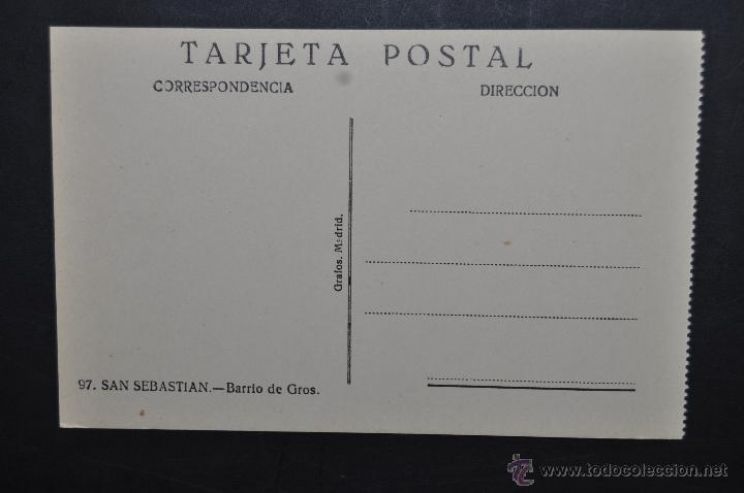 TARJETA POSTAL
CORRESPONDENCIA
DIRECCION
Grafos. Madrid.
97. SAN SEBASTIAN.—Barrio de Gros.
www.todocoleccion.net